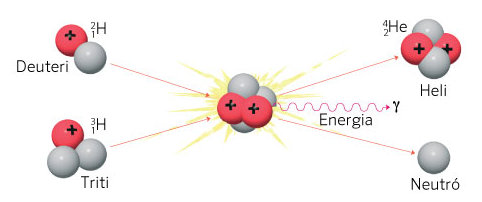 ²₁H
Deuteri
³₁H
Triti
+
+
+ +
Energia
γ
⁴₂He
+ +
Heli
Neutró